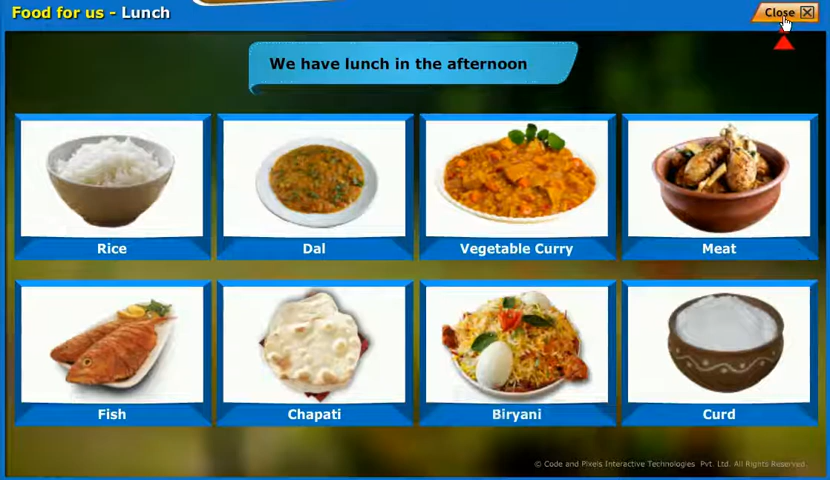 Food for us - Lunch
Close
We have lunch in the afternoon
Rice
Dal
Vegetable Curry
Meat
Fish
Chapati
Biryani
Curd
© Code and Pixels Interactive Technologies Pvt. Ltd. All Rights Reserved.